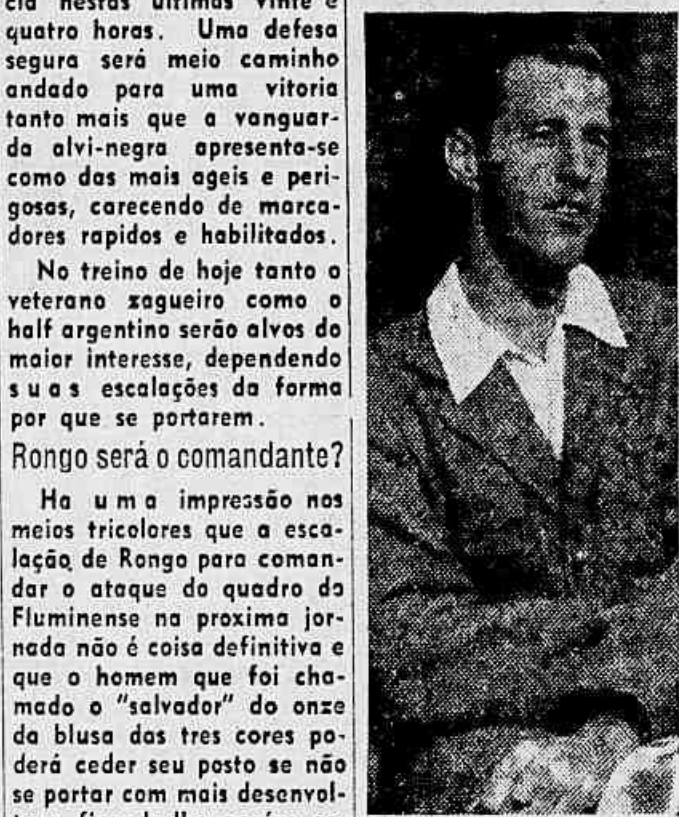 cia nestas ultimas vinte e
quatro horas. Uma defesa
segura será meio caminho
andado para uma vitoria
tanto mais que a vanguar-
da alvi-negra apresenta-se
como das mais ageis e peri-
gosas, carecendo de marca-
dores rapidos e habilitados.
No treino de hoje tanto o
veterano zagueiro como o
half argentino serão alvos do
maior interesse, dependendo
suas escalações da forma
por que se portarem.
Rongo será o comandante?
Ha uma impressão nos
meios tricolores que a esca-
lação de Rongo para coman-
dar o ataque do quadro do
Fluminense na proxima jor-
nada não é coisa definitiva e
que o homem que foi cha-
mado o "salvador" do onze
da blusa das tres cores po-
derá ceder seu posto se não
se portar com mais desenvol-